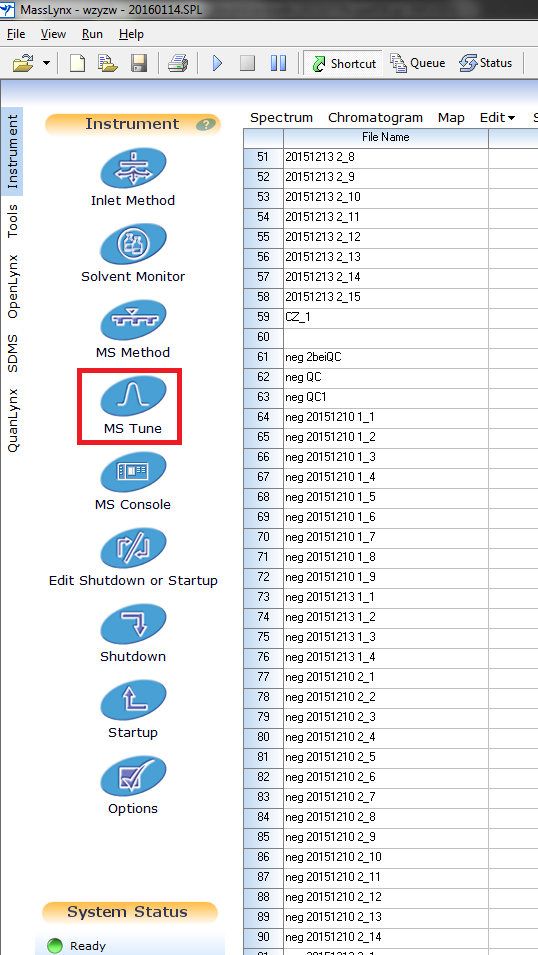 MassLynx - wzyzw - 20160114.SPL
File View Run Help
Shortcut Queue Status
Instrument
Tools
OpenLynx
SDMS
QuanLynx
Instrument ?
Inlet Method
Solvent Monitor
MS Method
MS Tune
MS Console
Edit Shutdown or Startup
Shutdown
Startup
Options
System Status
Ready
Spectrum Chromatogram Map Edit
File Name
51 20151213 2_8
52 20151213 2_9
53 20151213 2_10
54 20151213 2_11
55 20151213 2_12
56 20151213 2_13
57 20151213 2_14
58 20151213 2_15
59 CZ_1
60
61 neg 2beiQC
62 neg QC
63 neg QC1
64 neg 20151210 1_1
65 neg 20151210 1_2
66 neg 20151210 1_3
67 neg 20151210 1_4
68 neg 20151210 1_5
69 neg 20151210 1_6
70 neg 20151210 1_7
71 neg 20151210 1_8
72 neg 20151210 1_9
73 neg 20151213 1_1
74 neg 20151213 1_2
75 neg 20151213 1_3
76 neg 20151213 1_4
77 neg 20151210 2_1
78 neg 20151210 2_2
79 neg 20151210 2_3
80 neg 20151210 2_4
81 neg 20151210 2_5
82 neg 20151210 2_6
83 neg 20151210 2_7
84 neg 20151210 2_8
85 neg 20151210 2_9
86 neg 20151210 2_10
87 neg 20151210 2_11
88 neg 20151210 2_12
89 neg 20151210 2_13
90 neg 20151210 2_14